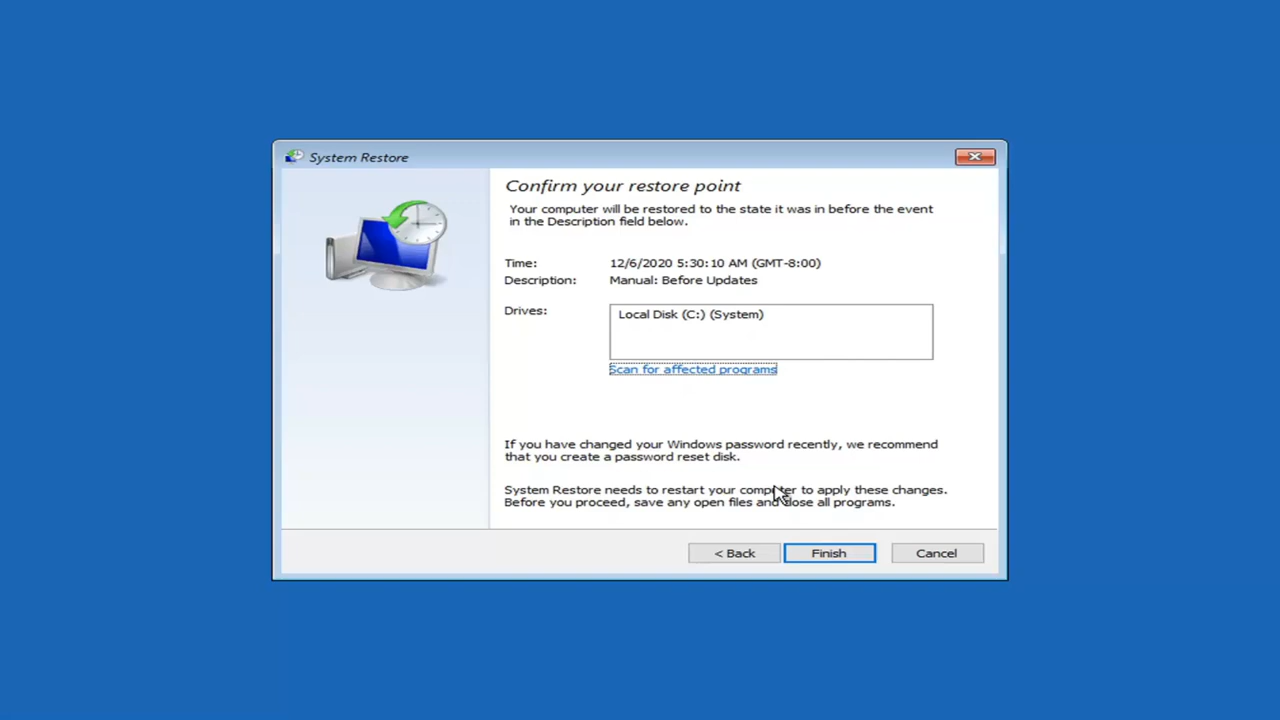 System Restore
Confirm your restore point
Your computer will be restored to the state it was in before the event
in the Description field below.
Time: 12/6/2020 5:30:10 AM (GMT-8:00)
Description: Manual: Before Updates
Drives: Local Disk (C:) (System)
Scan for affected programs
If you have changed your Windows password recently, we recommend
that you create a password reset disk.
System Restore needs to restart your computer to apply these changes.
Before you proceed, save any open files and close all programs.
< Back Finish Cancel